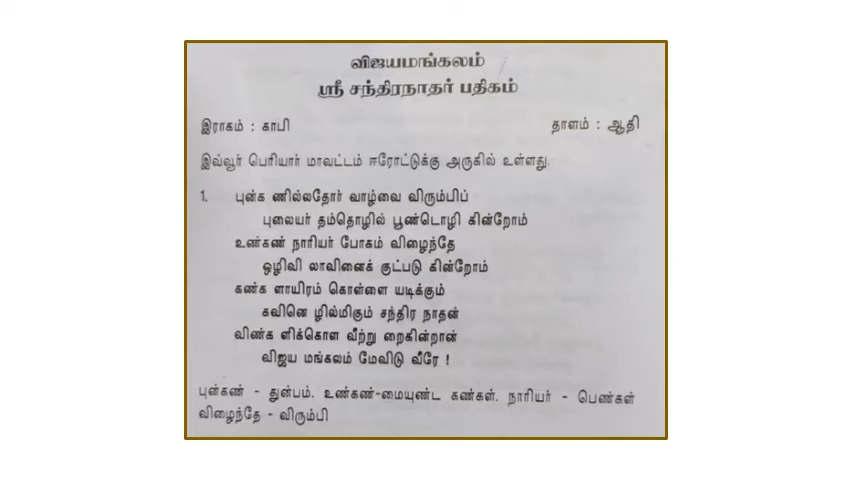 விஜயமங்கலம்
ஸ்ரீ சந்திரநாதர் பதிகம்
இராகம் : காபி தாளம் : ஆதி
இவ்வூர் பெரியார் மாவட்டம் ஈரோட்டுக்கு அருகில் உள்ளது.
1. புன்க ணில்லதோர் வாழ்வை விரும்பிப்
புலையர் தம்தொழில் பூண்டொழி கின்றோம்
உண்கண் நாரியர் போகம் விழைந்தே
ஒழிவி லாவினைக் குட்படு கின்றோம்
கண்க ளாயிரம் கொள்ளை யடிக்கும்
கவினெ ழில்மிகும் சந்திர நாதன்
விண்க ளிக்கொள வீற்று றைகின்றான்
விஜய மங்கலம் மேவிடு வீரே !
புன்கண் - துன்பம். உண்கண்-மையுண்ட கண்கள். நாரியர் - பெண்கள்
விழைந்தே - விரும்பி